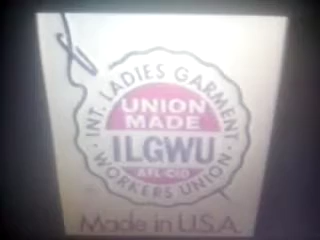 INT. LADIES GARMENT
UNION
MADE
ILGWU
AFL-CIO
WORKERS UNION
Made in U.S.A.